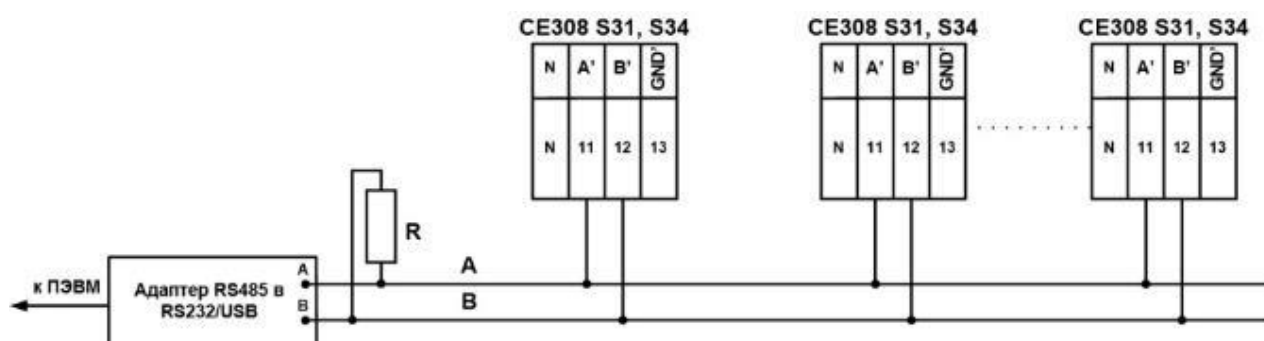 CE308 S31, S34
CE308 S31, S34
CE308 S31, S34
N A' B' GND'
N A' B' GND'
N A' B' GND'
N 11 12 13
N 11 12 13
N 11 12 13
R
к ПЭВМ
Адаптер RS485 в
RS232/USB
A
B
A
B